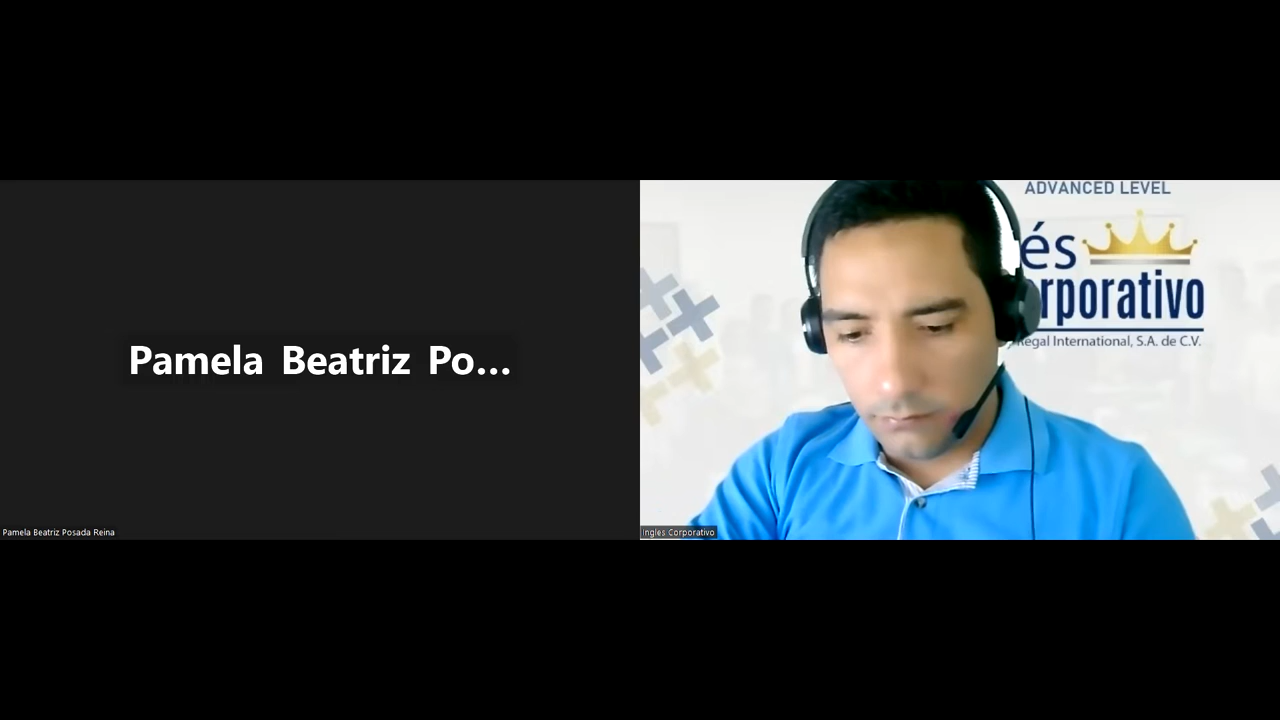 Pamela Beatriz Po...
Pamela Beatriz Posada Reina
ADVANCED LEVEL
és
rporativo
Regal International, S.A. de C.V.
Ingles Corporativo